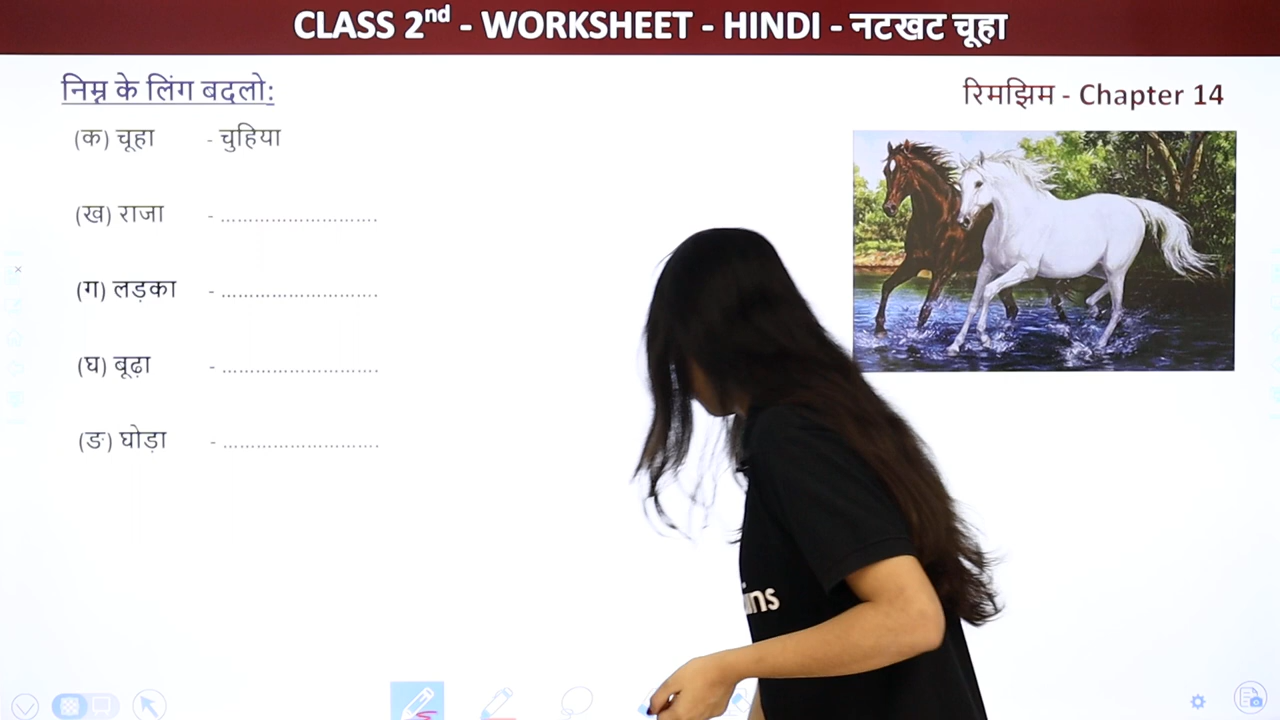 CLASS 2nd - WORKSHEET - HINDI - नटखट चूहा
निम्न के लिंग बदलो:
रिमझिम - Chapter 14
(क) चूहा - चुहिया
(ख) राजा - ...........................
(ग) लड़का - ...........................
(घ) बूढ़ा - ...........................
(ङ) घोड़ा - ...........................